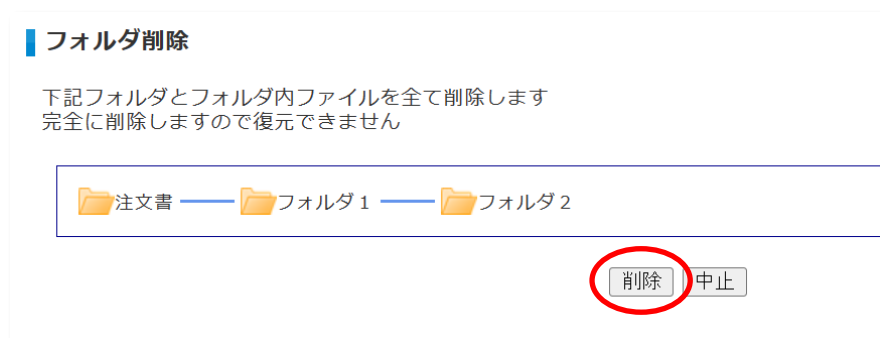 フォルダ削除
下記フォルダとフォルダ内ファイルを全て削除します
完全に削除しますので復元できません
注文書 フォルダ1 フォルダ2
削除 中止